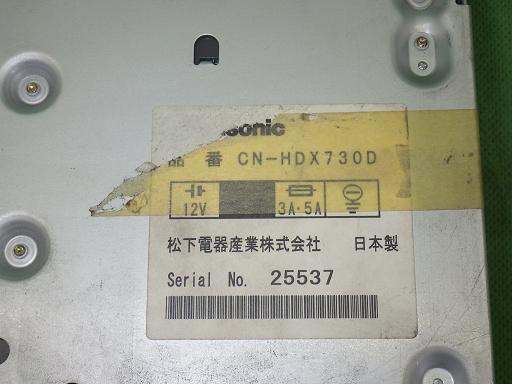 sonic
品 番 CN-HDX730D
12V 3A·5A
松下電器産業株式会社 日本製
Serial No. 25537